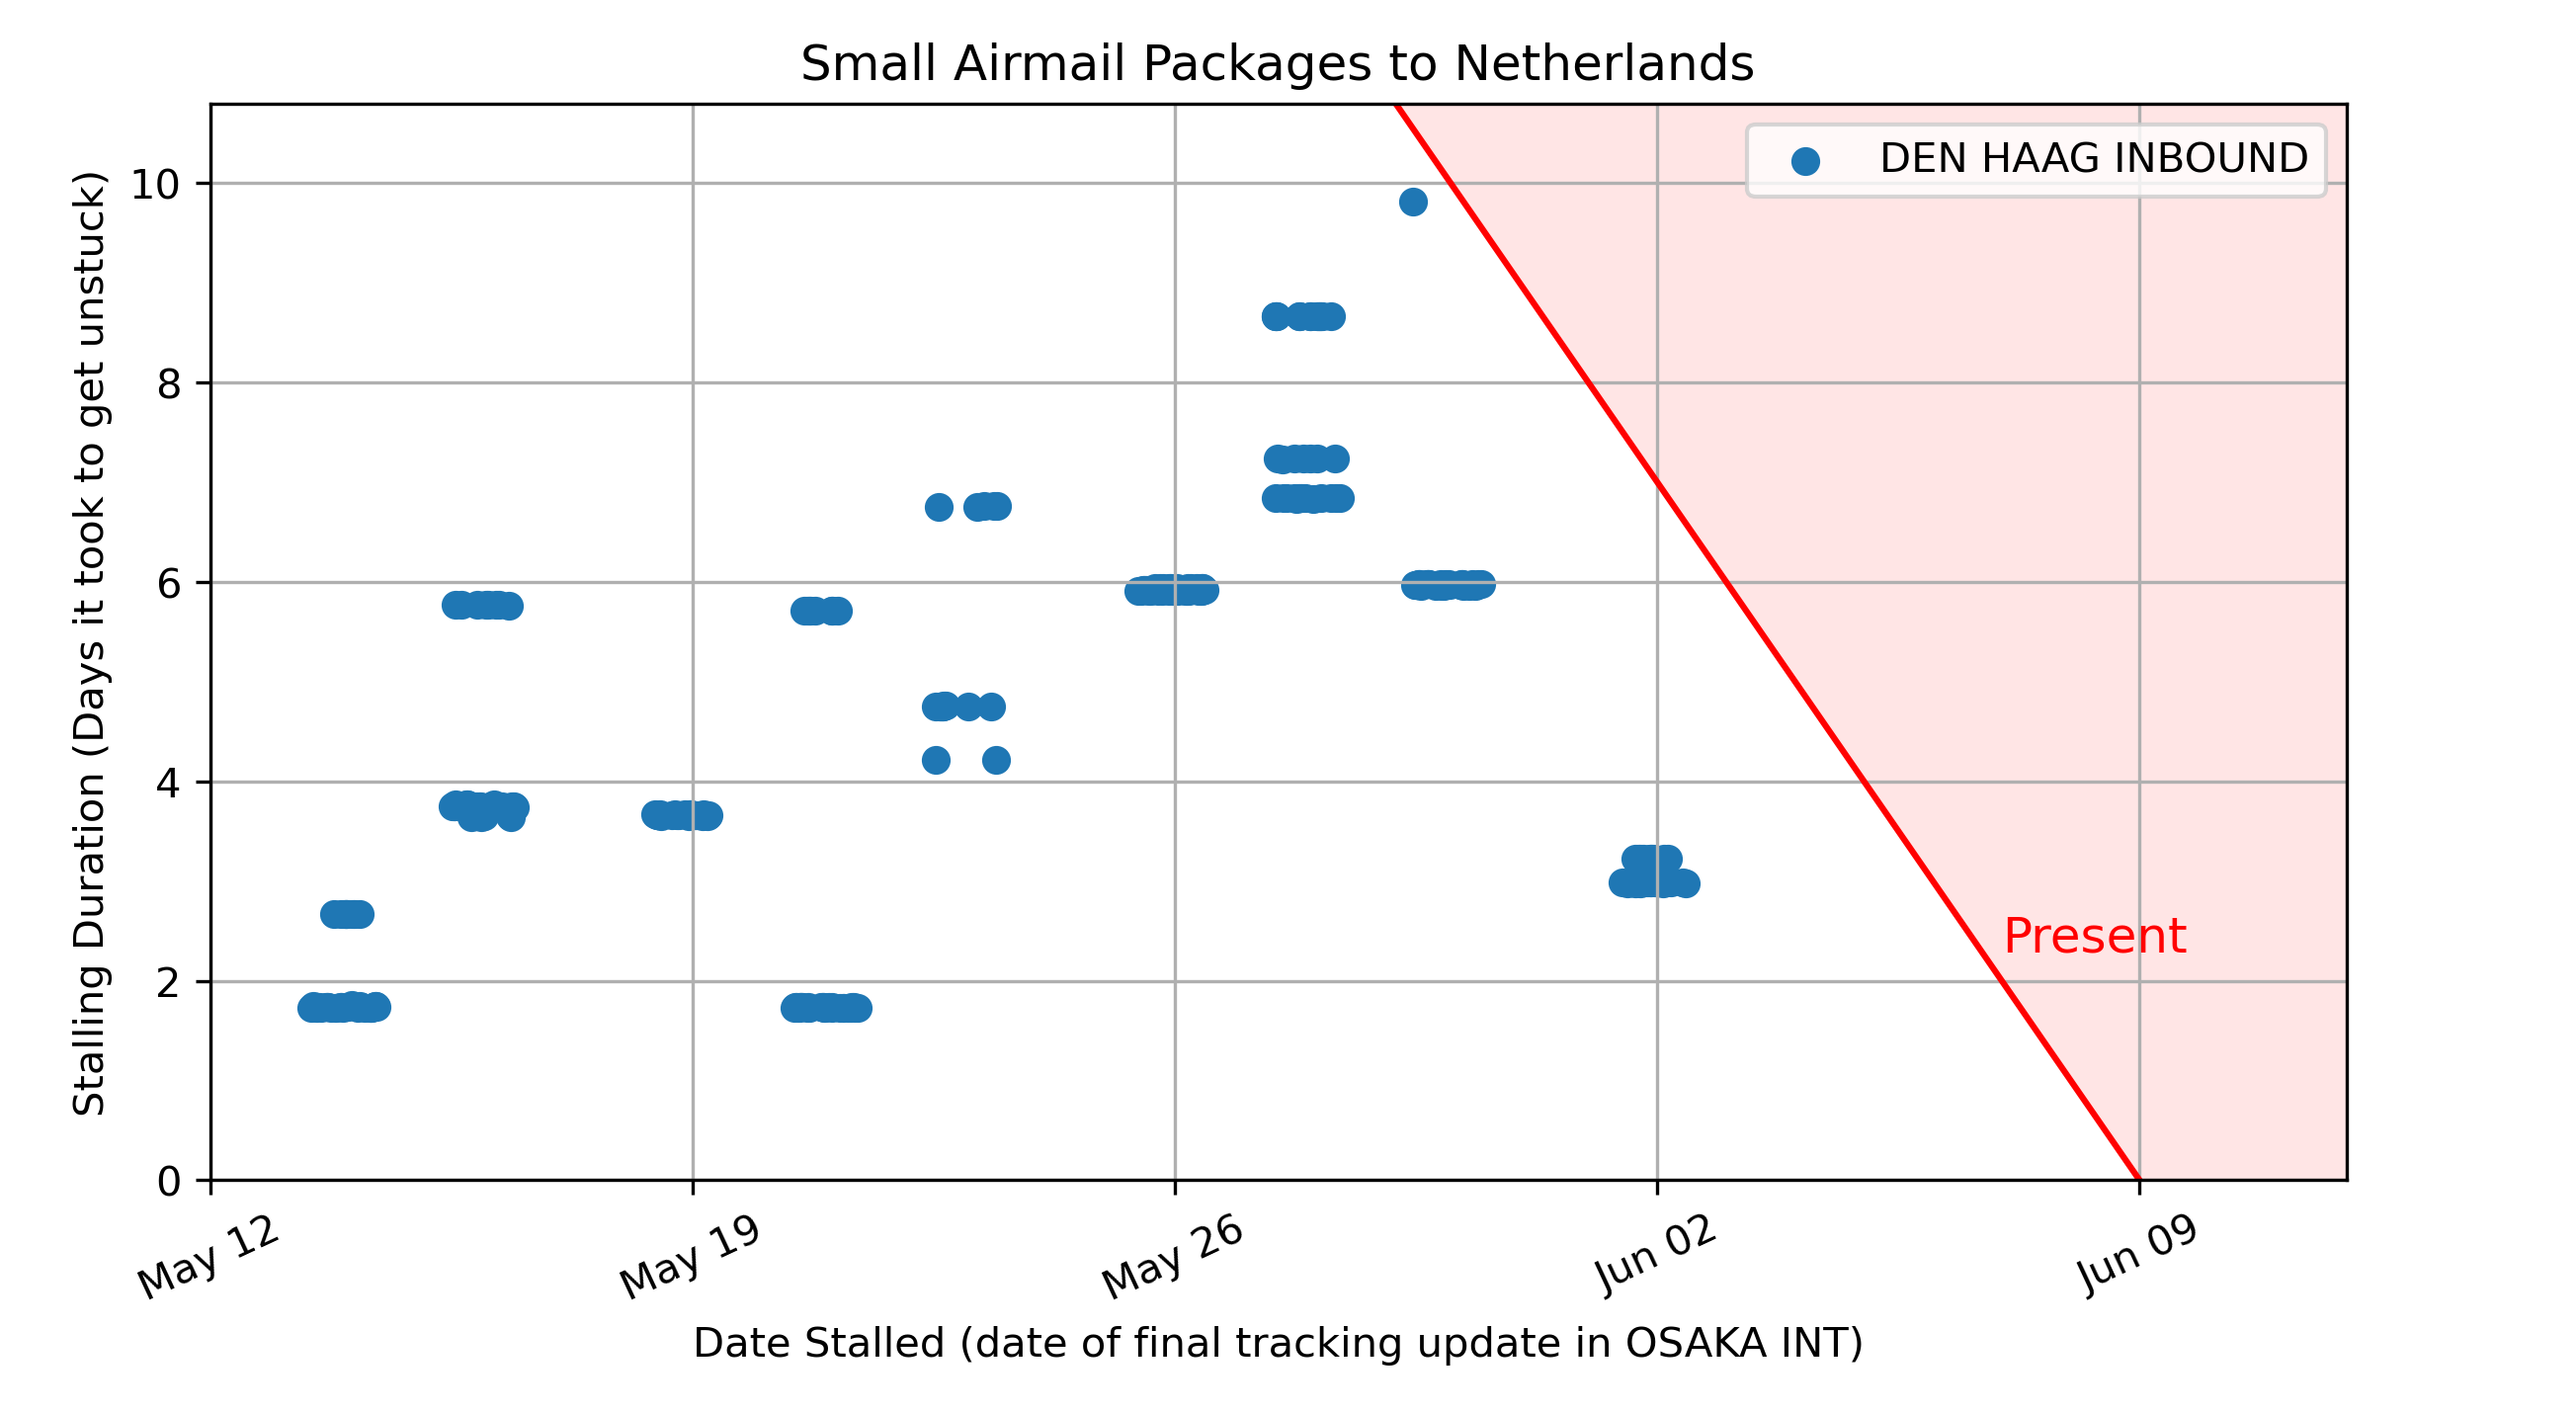 Small Airmail Packages to Netherlands
DEN HAAG INBOUND
Stalling Duration (Days it took to get unstuck)
10
8
6
4
2
0
Present
May 12
May 19
May 26
Jun 02
Jun 09
Date Stalled (date of final tracking update in OSAKA INT)